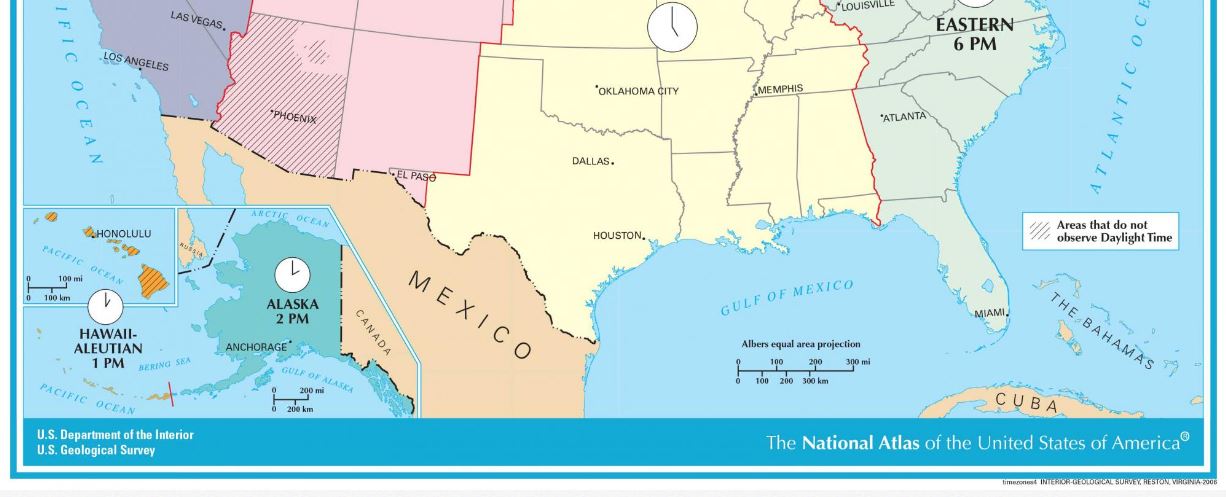 LOUISVILLE
LAS VEGAS
EASTERN
6 PM
PACIFIC OCEAN
ATLANTIC OCE
LOS ANGELES
OKLAHOMA CITY
MEMPHIS
PHOENIX
ATLANTA
DALLAS
EL PASO
ARCTIC OCEAN
HONOLULU
Areas that do not
observe Daylight Time
HOUSTON
RUSSIA
PACIFIC OCEAN
0 100 mi
0 100 km
MEXICO
GULF OF MEXICO
THE BAHAMAS
ALASKA
2 PM
CANADA
MIAMI
HAWAII-
ALEUTIAN
1 PM
ANCHORAGE
Albers equal area projection
0 100 200 300 mi
0 100 200 300 km
BERING SEA
GULF OF ALASKA
PACIFIC OCEAN
0 200 mi
0 200 km
CUBA
U.S. Department of the Interior
U.S. Geological Survey
The National Atlas of the United States of America®
timezones4 INTERIOR-GEOLOGICAL SURVEY, RESTON, VIRGINIA-2006